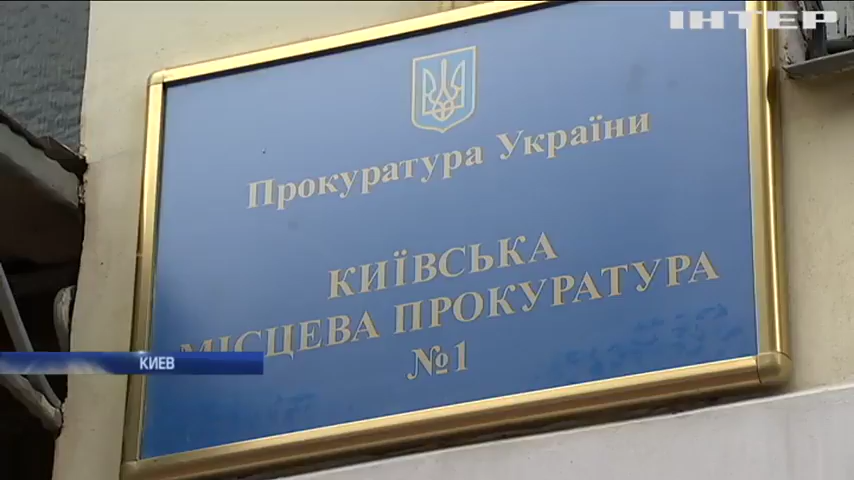 ІНТЕР
Прокуратура України
КИЇВСЬКА
МІСЦЕВА ПРОКУРАТУРА
№1
КИЕВ